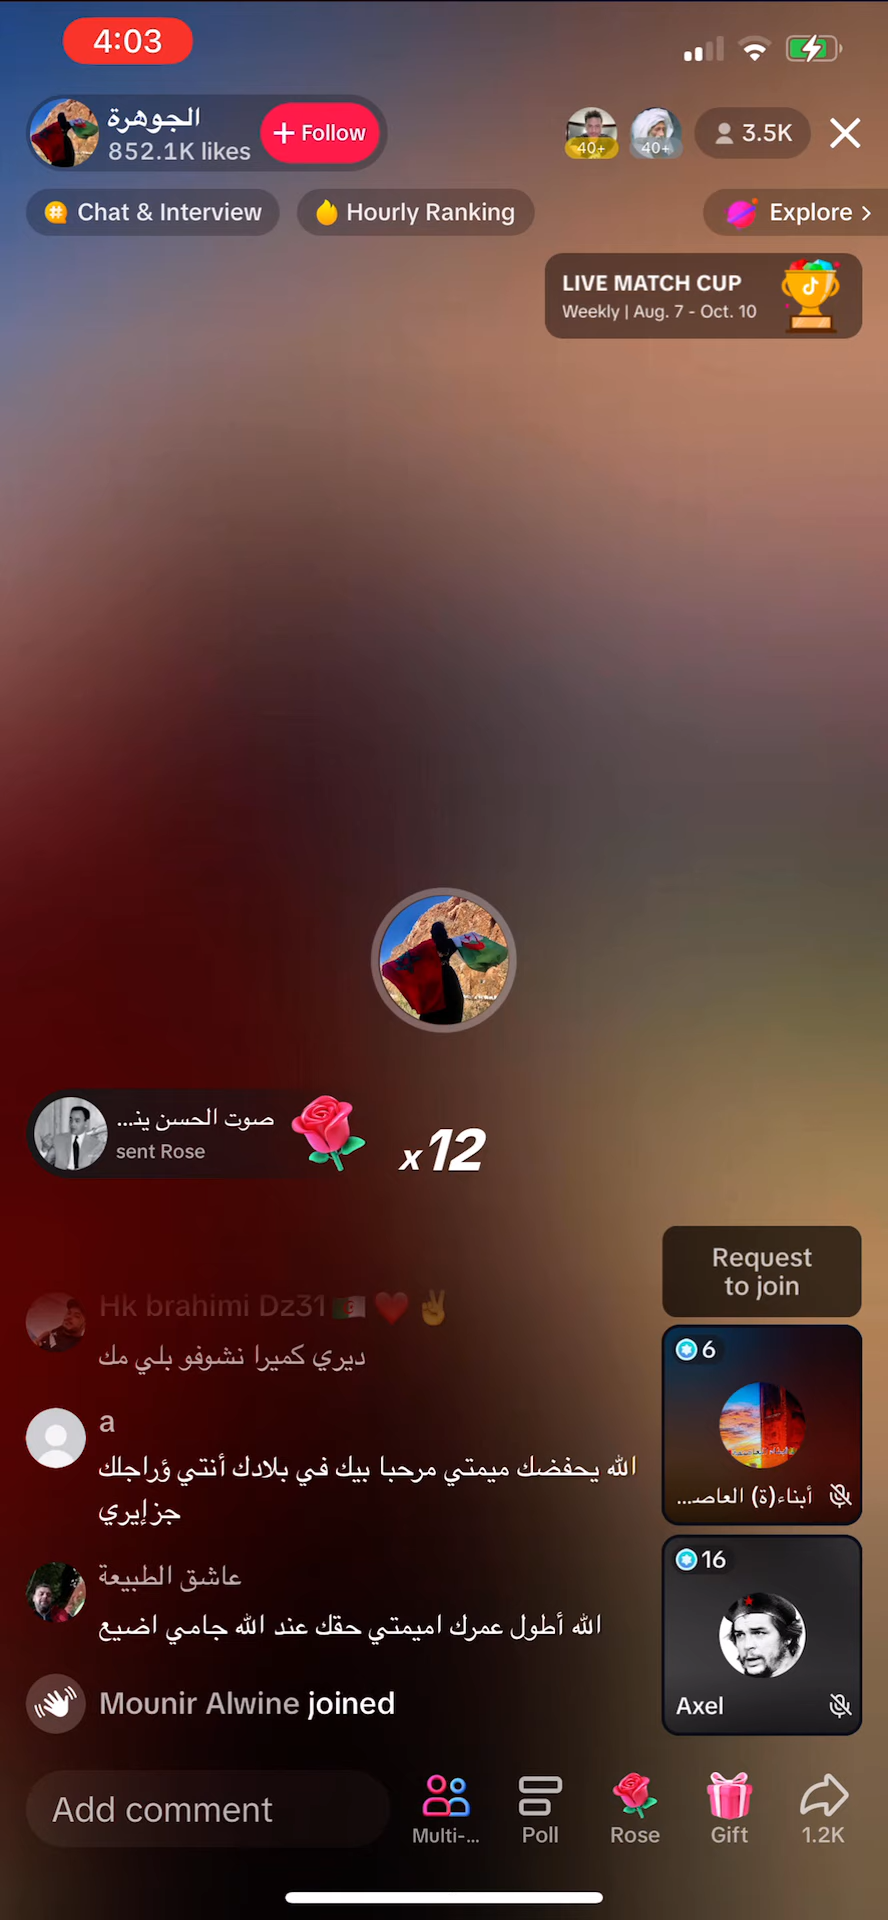 4:03
الجوهرة
852.1K likes
+ Follow
40+
40+
3.5K
Chat & Interview
Hourly Ranking
Explore >
LIVE MATCH CUP
Weekly | Aug. 7 - Oct. 10
صوت الحسن ينـ...
sent Rose
x12
Request
to join
Hk brahimi Dz31🇩🇿❤️✌️
ديري كميرا نشوفو بلي مك
a
الله يحفضك ميمتي مرحبا بيك في بلادك أنتي ؤراجلك
جزإيري
عاشق الطبيعة
الله أطول عمرك اميمتي حقك عند الله جامي اضيع
Mounir Alwine joined
6
أبناء(ة) العاصـ...
16
Axel
Add comment
Multi-...
Poll
Rose
Gift
1.2K